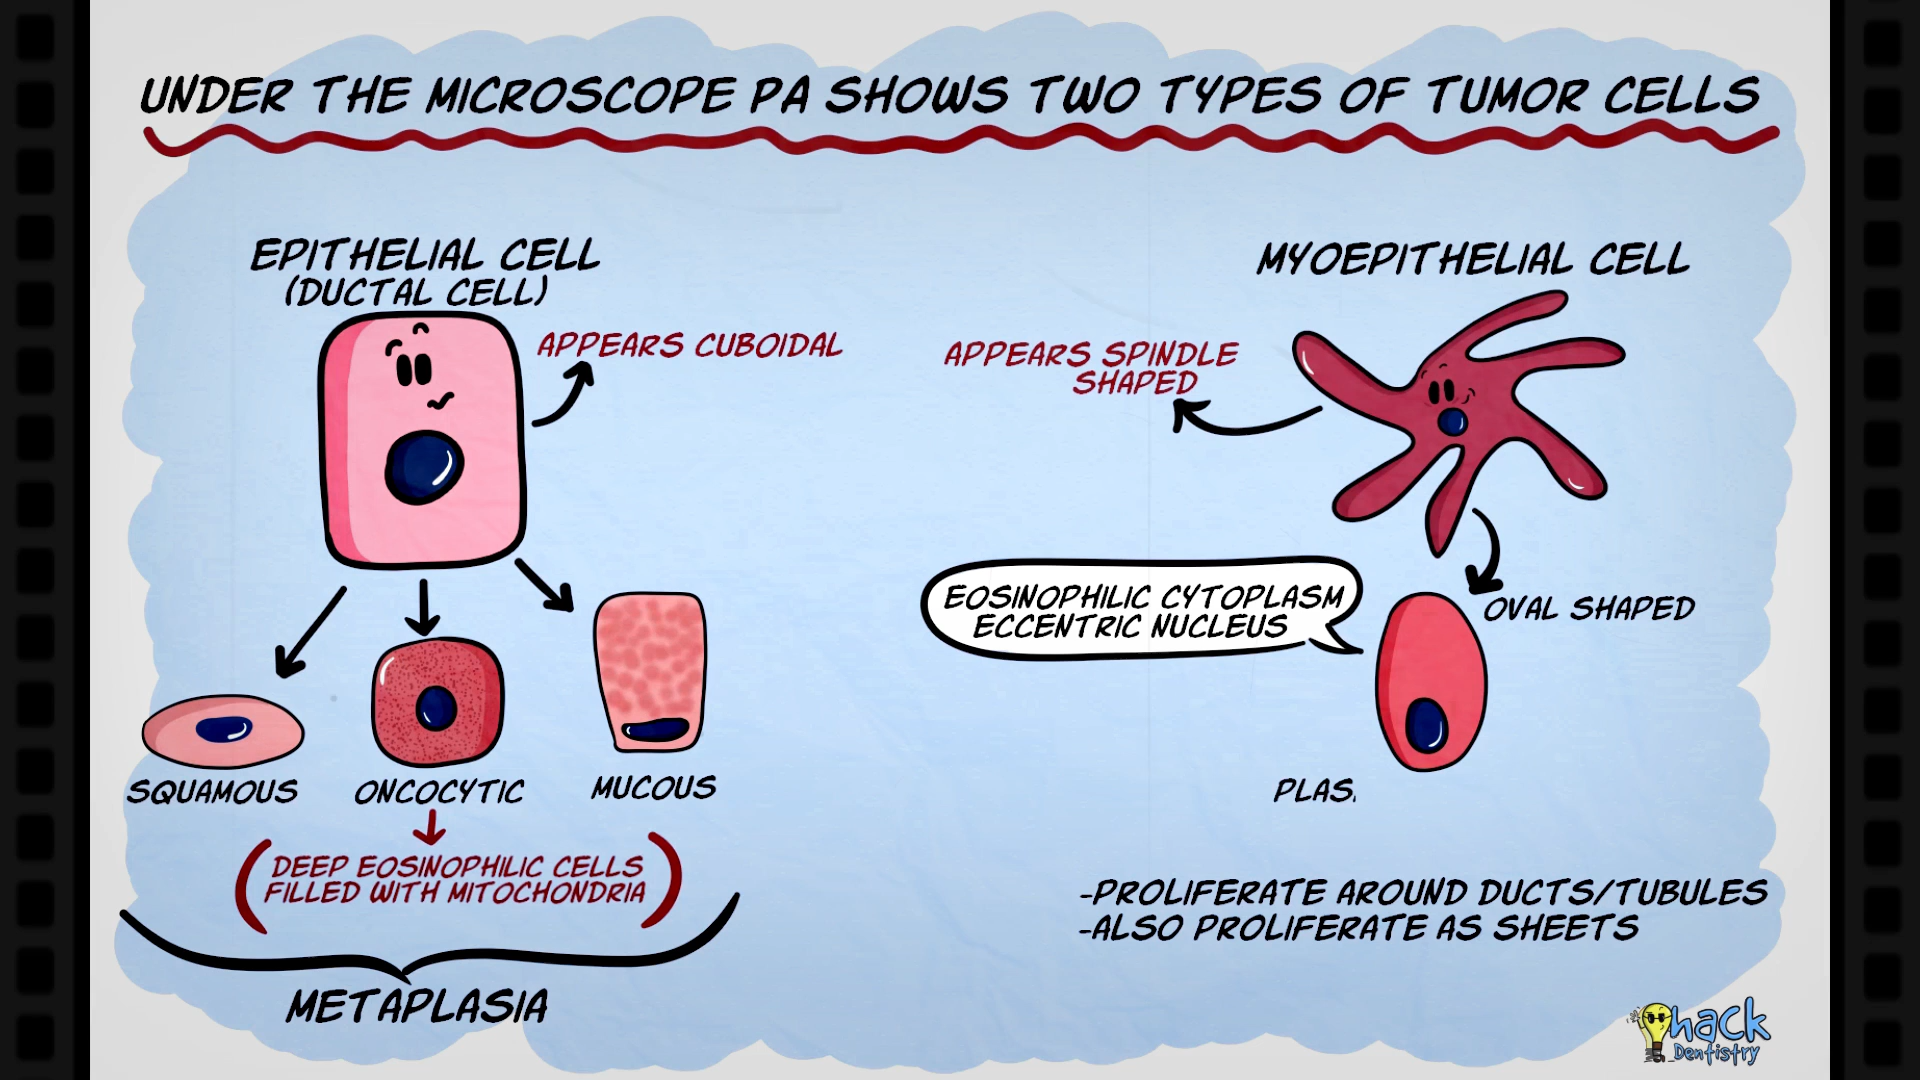 UNDER THE MICROSCOPE PA SHOWS TWO TYPES OF TUMOR CELLS
EPITHELIAL CELL
(DUCTAL CELL)
APPEARS CUBOIDAL
SQUAMOUS
ONCOCYTIC
MUCOUS
(DEEP EOSINOPHILIC CELLS
FILLED WITH MITOCHONDRIA)
METAPLASIA
MYOEPITHELIAL CELL
APPEARS SPINDLE
SHAPED
OVAL SHAPED
EOSINOPHILIC CYTOPLASM
ECCENTRIC NUCLEUS
PLAS
-PROLIFERATE AROUND DUCTS/TUBULES
-ALSO PROLIFERATE AS SHEETS
hack
Dentistry